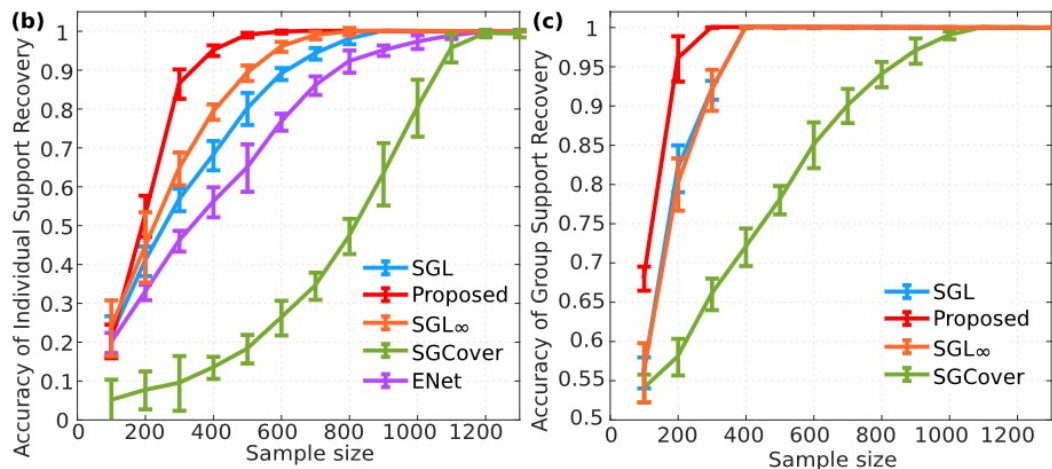 (b)
Accuracy of Individual Support Recovery
1
0.9
0.8
0.7
0.6
0.5
0.4
0.3
0.2
0.1
0
0 200 400 600 800 1000 1200
Sample size
SGL
Proposed
SGL∞
SGCover
ENet
(c)
Accuracy of Group Support Recovery
1
0.95
0.9
0.85
0.8
0.75
0.7
0.65
0.6
0.55
0.5
0 200 400 600 800 1000 1200
Sample size
SGL
Proposed
SGL∞
SGCover